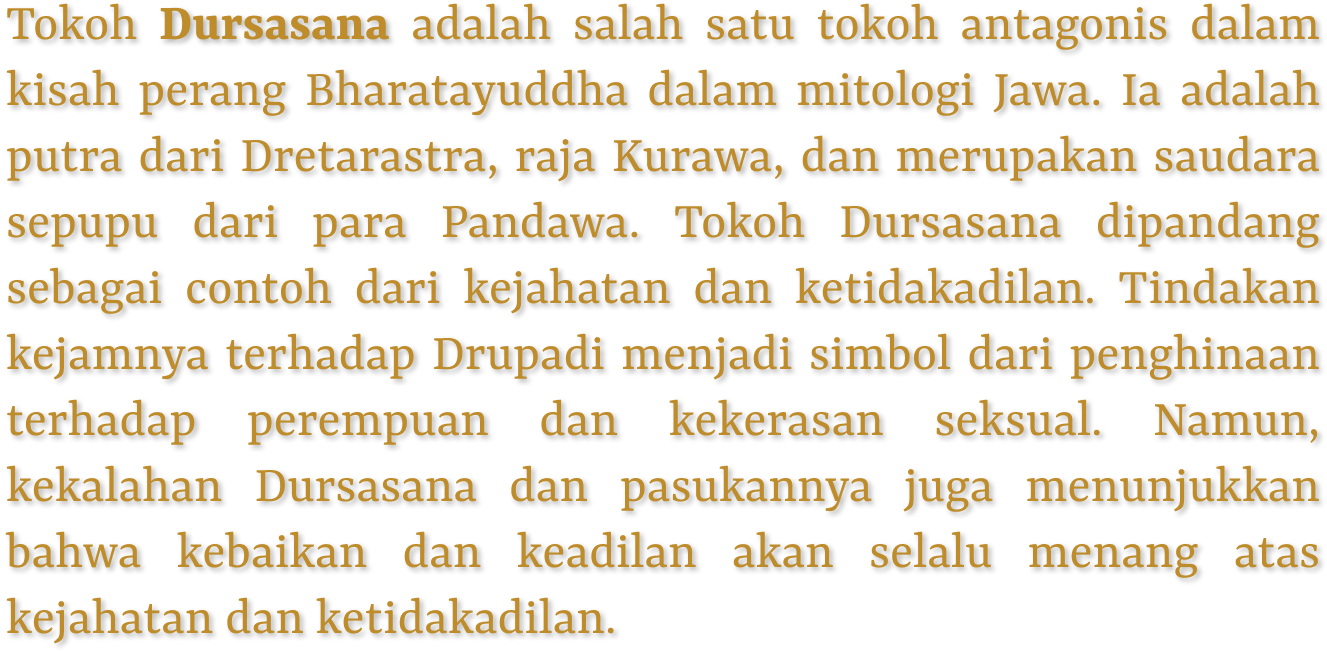 Tokoh Dursasana adalah salah satu tokoh antagonis dalam
kisah perang Bharatayuddha dalam mitologi Jawa. Ia adalah
putra dari Dretarastra, raja Kurawa, dan merupakan saudara
sepupu dari para Pandawa. Tokoh Dursasana dipandang
sebagai contoh dari kejahatan dan ketidakadilan. Tindakan
kejamnya terhadap Drupadi menjadi simbol dari penghinaan
terhadap perempuan dan kekerasan seksual. Namun,
kekalahan Dursasana dan pasukannya juga menunjukkan
bahwa kebaikan dan keadilan akan selalu menang atas
kejahatan dan ketidakadilan.